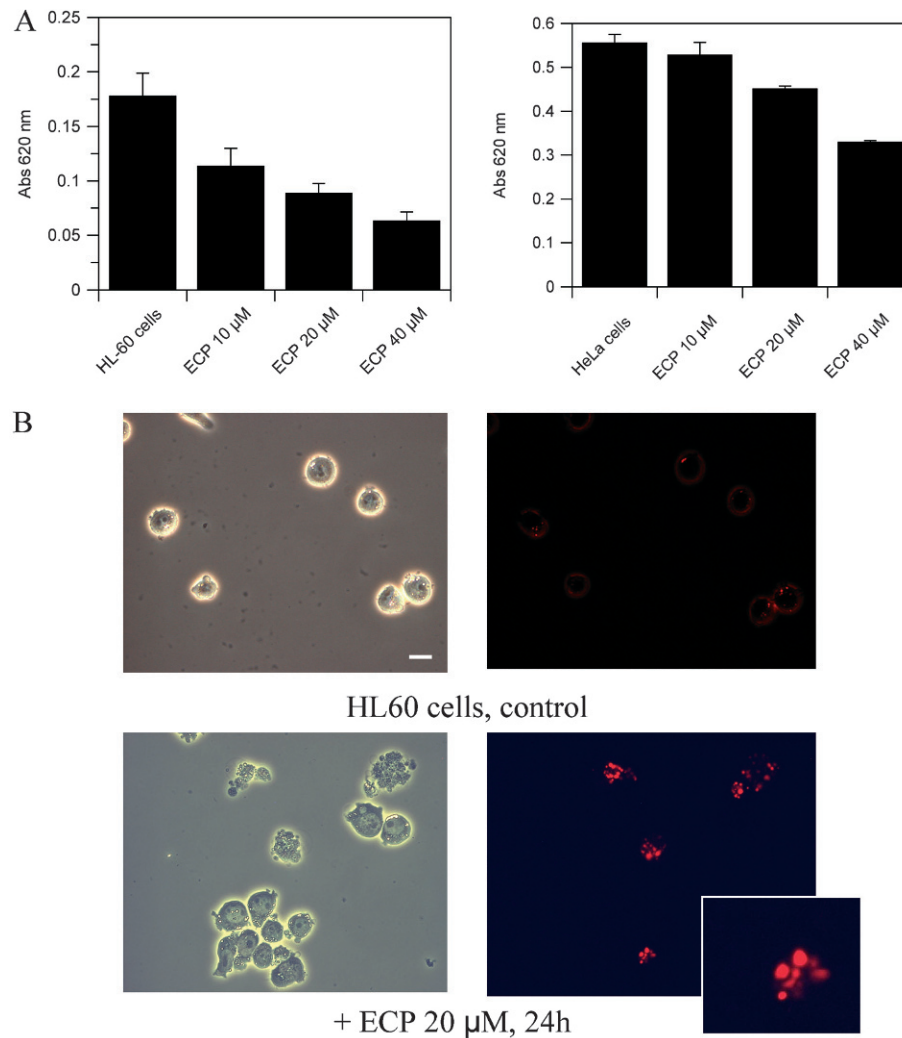 A
0.25
0.2
0.15
0.1
0.05
0
Abs 620 nm
HL-60 cells
ECP 10 µM
ECP 20 µM
ECP 40 µM
0.6
0.5
0.4
0.3
0.2
0.1
0
Abs 620 nm
HeLa cells
ECP 10 µM
ECP 20 µM
ECP 40 µM
B
HL60 cells, control
+ ECP 20 µM, 24h